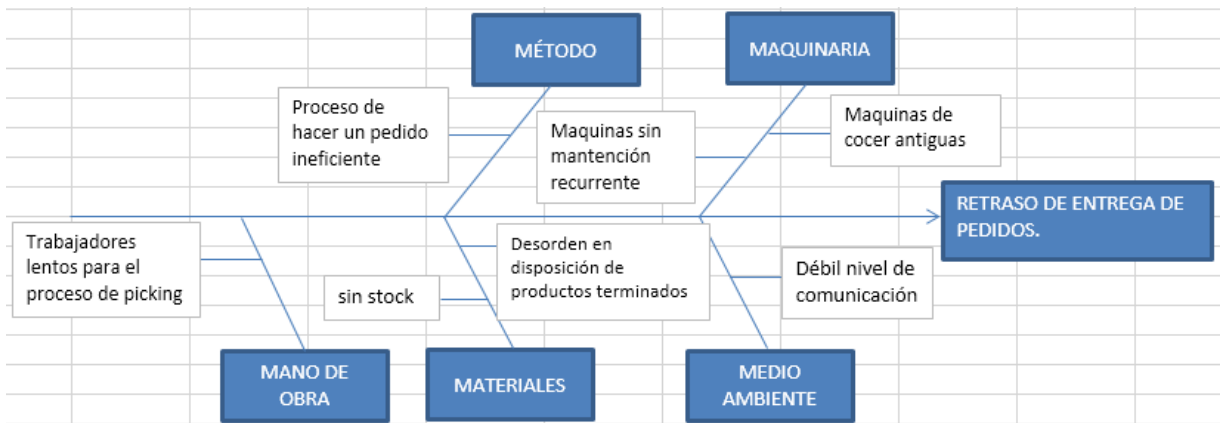 MÉTODO
MAQUINARIA
Proceso de
hacer un pedido
ineficiente
Maquinas sin
mantención
recurrente
Maquinas de
cocer antiguas
RETRASO DE ENTREGA DE
PEDIDOS.
Trabajadores
lentos para el
proceso de picking
sin stock
Desorden en
disposición de
productos terminados
Débil nivel de
comunicación
MANO DE
OBRA
MATERIALES
MEDIO
AMBIENTE